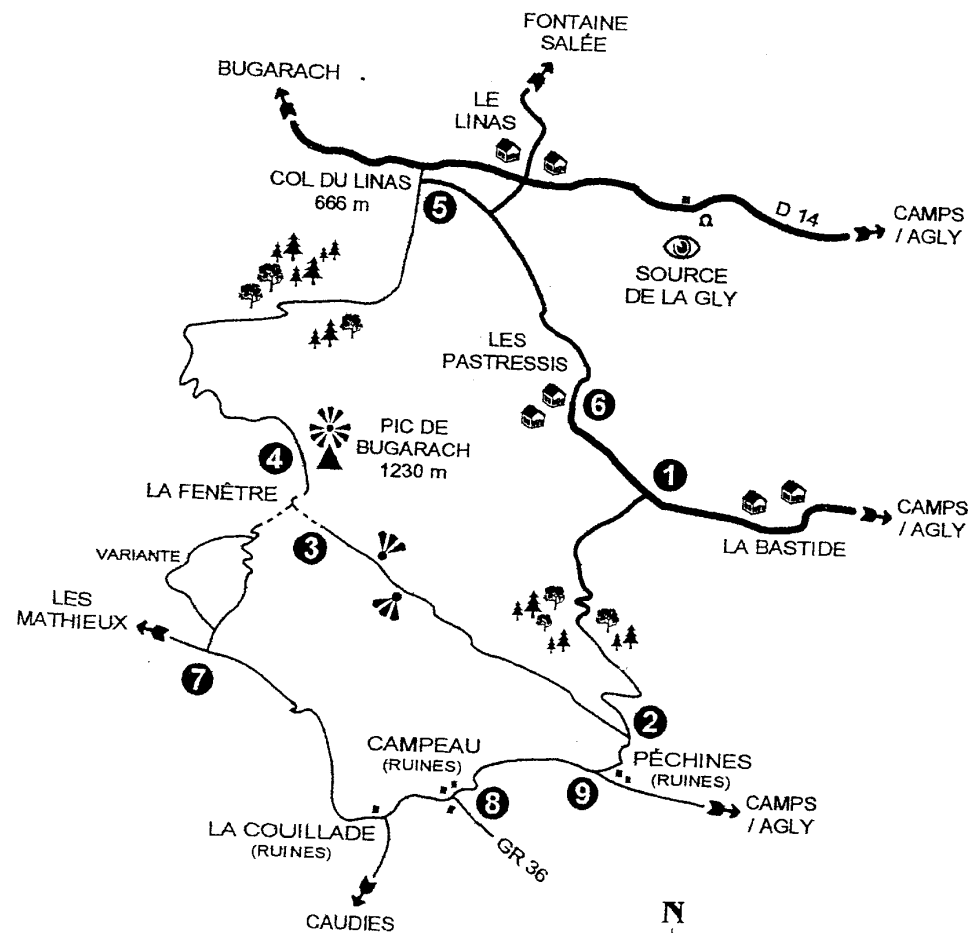 FONTAINE
SALÉE
BUGARACH
LE
LINAS
COL DU LINAS
666 m
5
D 14
CAMPS
/ AGLY
Ω
SOURCE
DE LA GLY
LES
PASTRESSIS
6
PIC DE
BUGARACH
1230 m
4
1
LA FENÊTRE
CAMPS
/ AGLY
LA BASTIDE
3
VARIANTE
LES
MATHIEUX
7
2
CAMPEAU
(RUINES)
PÉCHINES
(RUINES)
9
8
CAMPS
/ AGLY
LA COUILLADE
(RUINES)
GR 36
CAUDIES
N